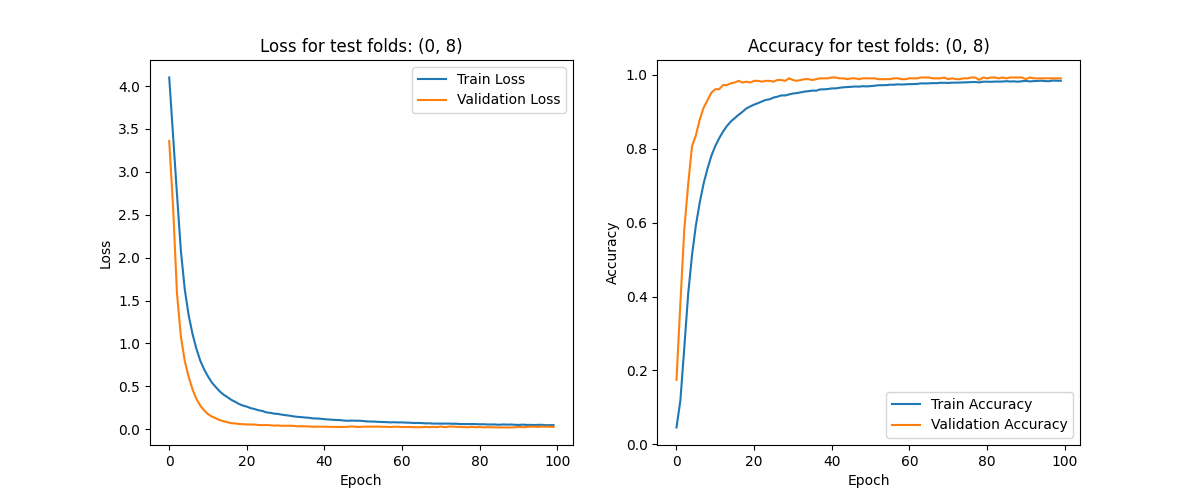 Loss for test folds: (0, 8)
4.0
3.5
3.0
2.5
2.0
1.5
1.0
0.5
0.0
Loss
Train Loss
Validation Loss
0 20 40 60 80 100
Epoch
Accuracy for test folds: (0, 8)
1.0
0.8
0.6
0.4
0.2
0.0
Accuracy
Train Accuracy
Validation Accuracy
0 20 40 60 80 100
Epoch